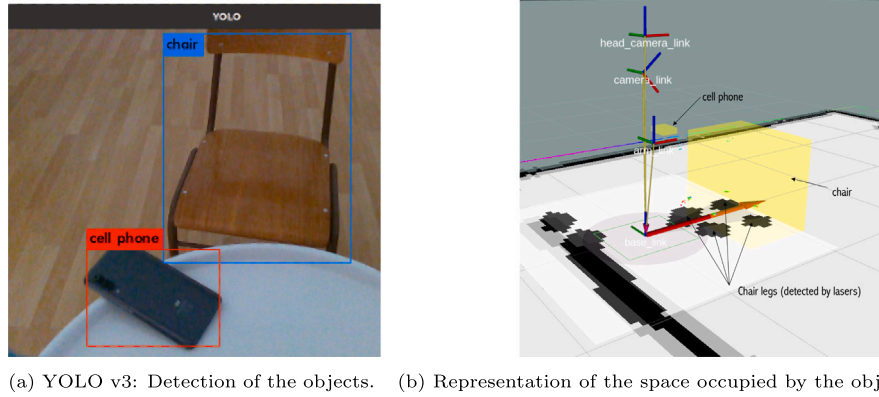 YOLO
chair
cell phone
head_camera_link
camera_link
cell phone
arm_link
chair
base_link
Chair legs (detected by lasers)
(a) YOLO v3: Detection of the objects.
(b) Representation of the space occupied by the obj